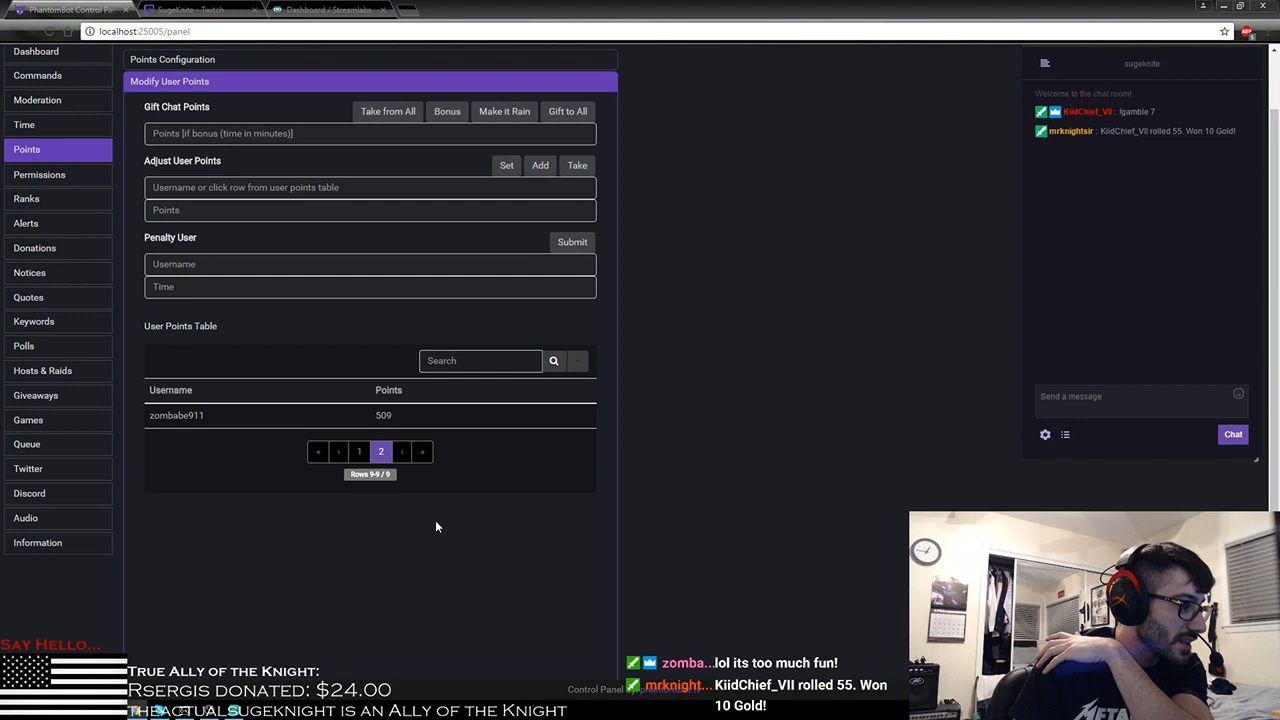 PhantomBot Control Pa
SugeKnite - Twitch
Dashboard / Streamlabs
localhost:25005/panel
Dashboard
Commands
Moderation
Time
Points
Permissions
Ranks
Alerts
Donations
Notices
Quotes
Keywords
Polls
Hosts & Raids
Giveaways
Games
Queue
Twitter
Discord
Audio
Information
Points Configuration
Modify User Points
Gift Chat Points
Take from All
Bonus
Make it Rain
Gift to All
Points [if bonus (time in minutes)]
Adjust User Points
Set
Add
Take
Username or click row from user points table
Points
Penalty User
Submit
Username
Time
User Points Table
Search
Username Points
zombabe911 509
« ‹ 1 2 › »
Rows 9-9 / 9
sugeknite
Welcome to the chat room!
KiidChief_VII: !gamble 7
mrknightsir: KiidChief_VII rolled 55. Won 10 Gold!
Send a message
Chat
Say Hello...
True Ally of the Knight:
Rsergis donated: $24.00
TheActualSugeKnight is an Ally of the Knight
Control Panel by
zomba... lol its too much fun!
mrknight... KiidChief_VII rolled 55. Won
10 Gold!
META